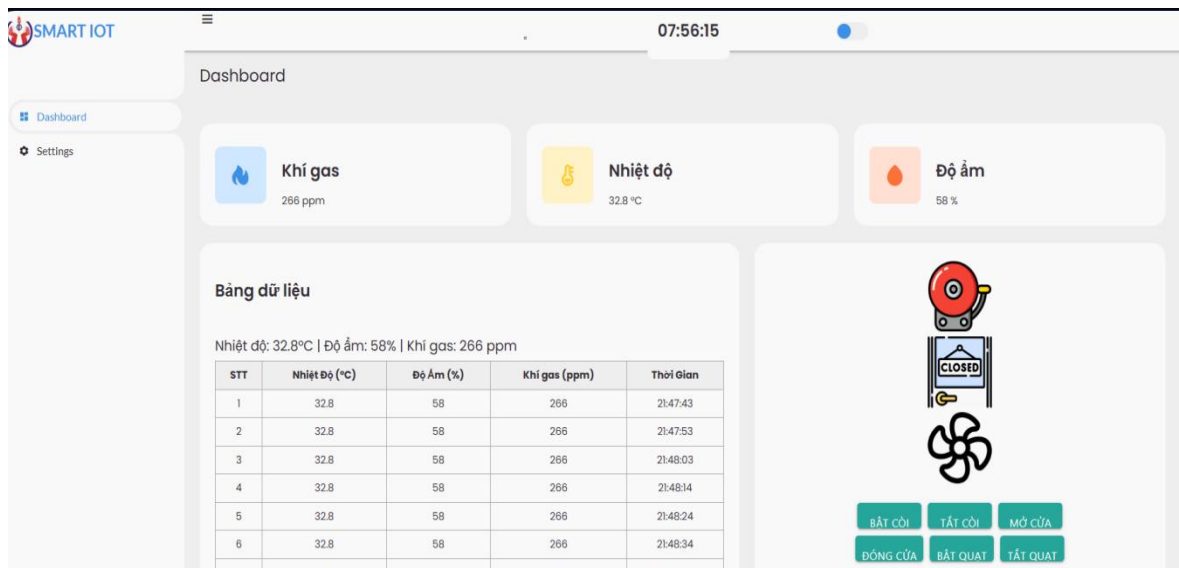 SMART IOT
07:56:15
Dashboard
Dashboard
Settings
Khí gas
266 ppm
Nhiệt độ
32.8 °C
Độ ẩm
58 %
Bảng dữ liệu
Nhiệt độ: 32.8°C | Độ ẩm: 58% | Khí gas: 266 ppm
STT Nhiệt Độ (°C) Độ Ẩm (%) Khí gas (ppm) Thời Gian
1 32.8 58 266 21:47:43
2 32.8 58 266 21:47:53
3 32.8 58 266 21:48:03
4 32.8 58 266 21:48:14
5 32.8 58 266 21:48:24
6 32.8 58 266 21:48:34
CLOSED
BẬT CÒI TẮT CÒI MỞ CỬA
ĐÓNG CỬA BẬT QUẠT TẮT QUẠT